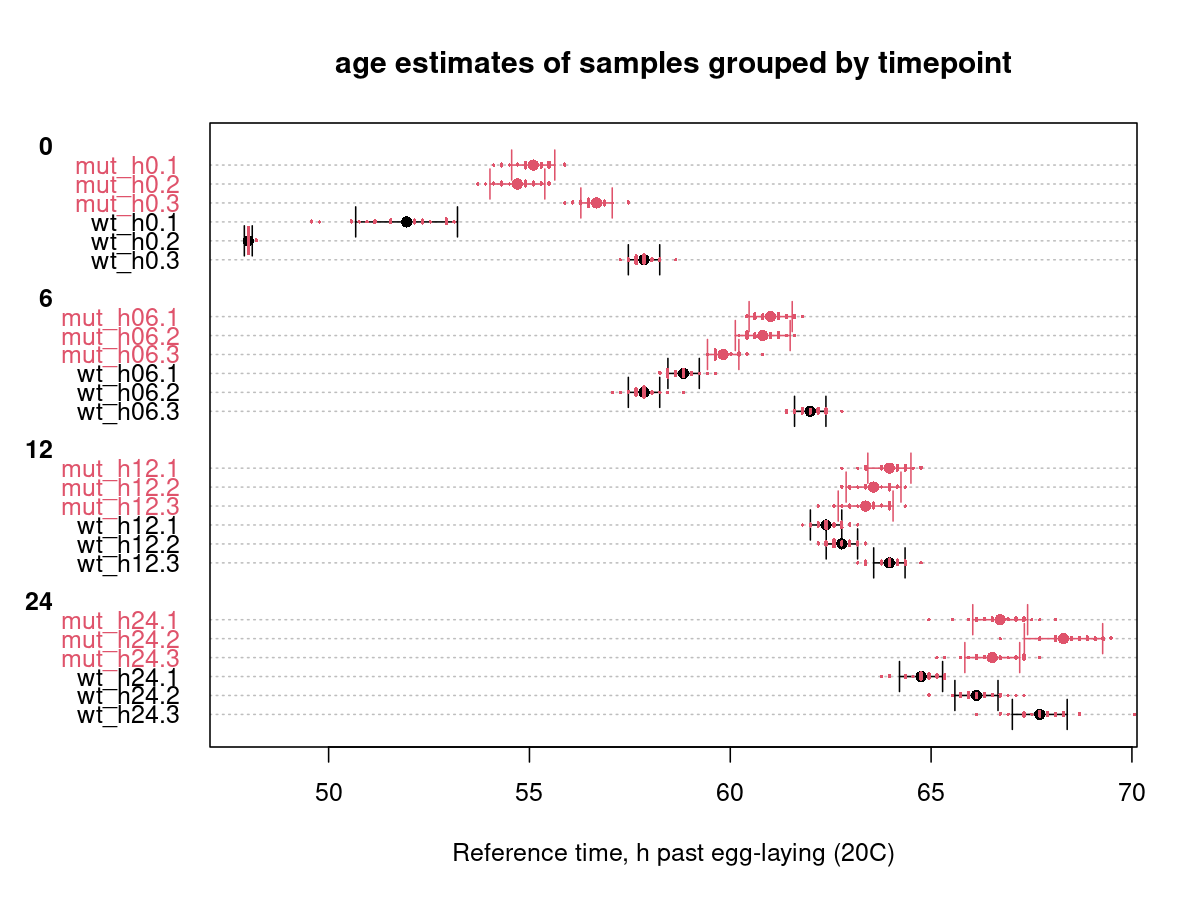 age estimates of samples grouped by timepoint
0
mut_h0.1
mut_h0.2
mut_h0.3
wt_h0.1
wt_h0.2
wt_h0.3
6
mut_h06.1
mut_h06.2
mut_h06.3
wt_h06.1
wt_h06.2
wt_h06.3
12
mut_h12.1
mut_h12.2
mut_h12.3
wt_h12.1
wt_h12.2
wt_h12.3
24
mut_h24.1
mut_h24.2
mut_h24.3
wt_h24.1
wt_h24.2
wt_h24.3
50 55 60 65 70
Reference time, h past egg-laying (20C)